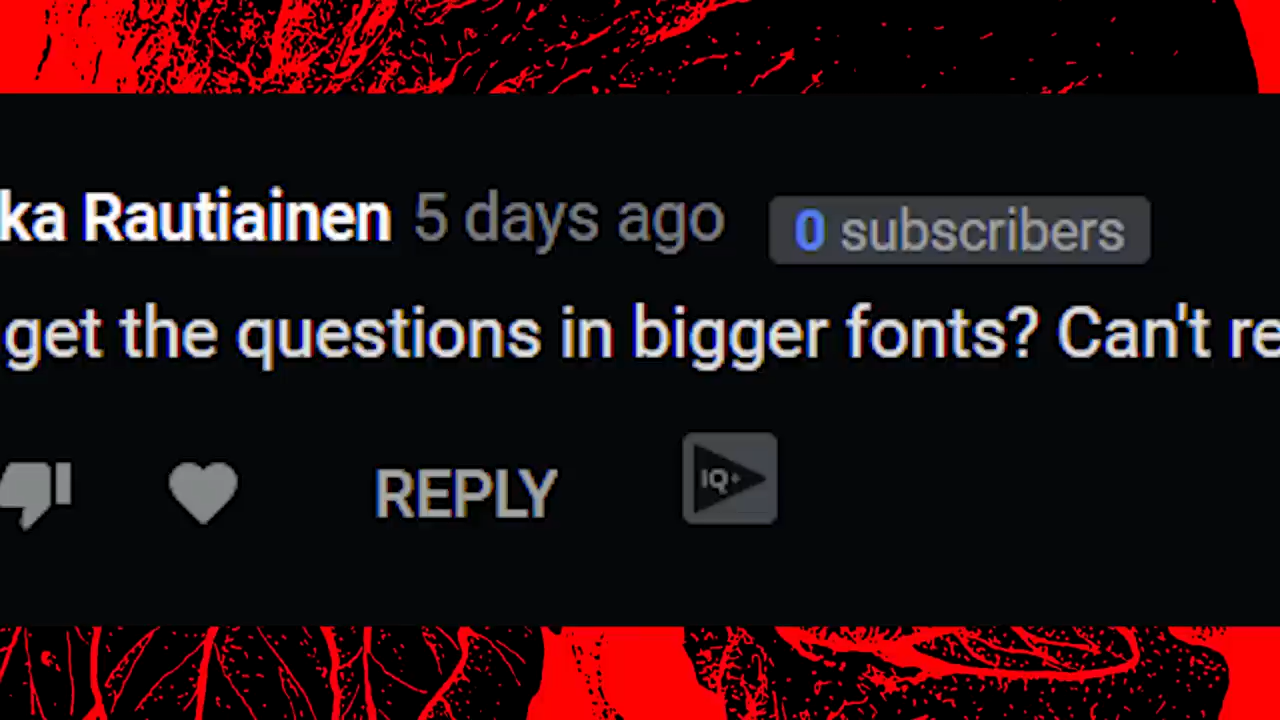 ka Rautiainen 5 days ago 0 subscribers
get the questions in bigger fonts? Can't re
REPLY IQ+